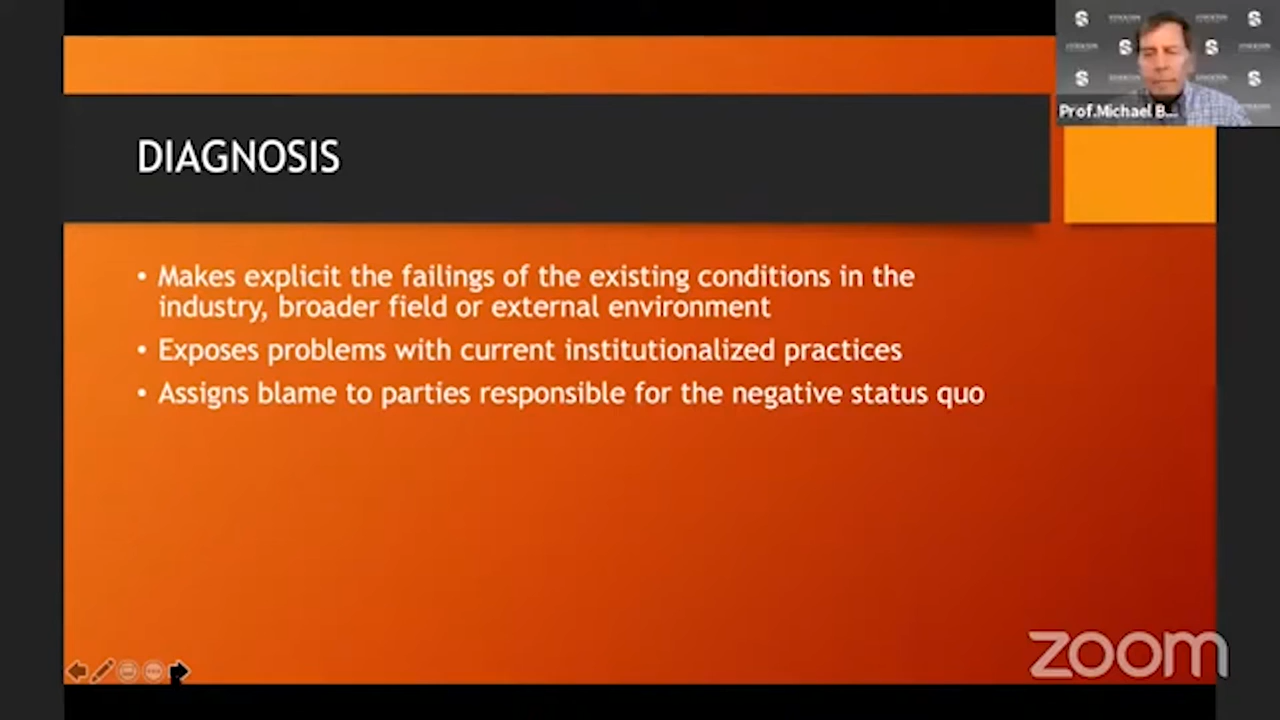 Prof.Michael B...
DIAGNOSIS
• Makes explicit the failings of the existing conditions in the
industry, broader field or external environment
• Exposes problems with current institutionalized practices
• Assigns blame to parties responsible for the negative status quo
zoom